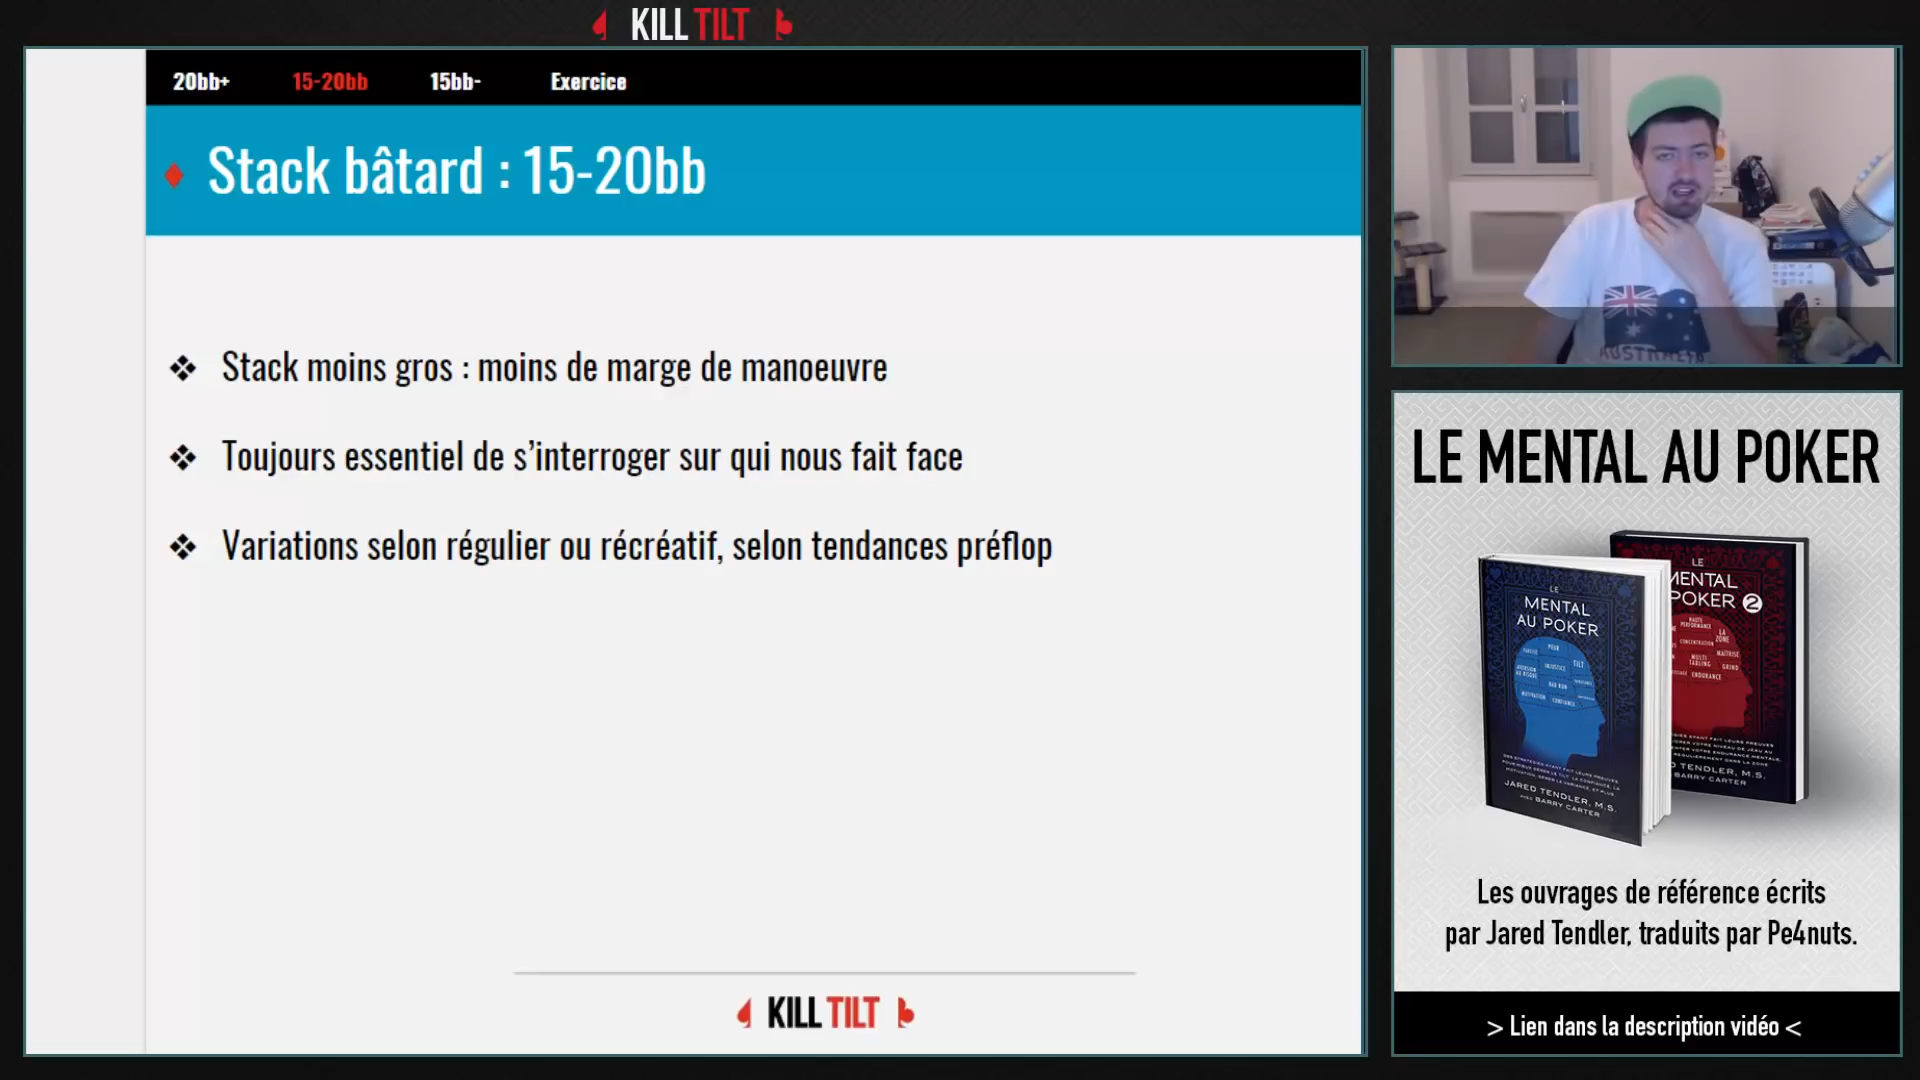 KILL TILT
20bb+ 15-20bb 15bb- Exercice
Stack bâtard : 15-20bb
Stack moins gros : moins de marge de manoeuvre
Toujours essentiel de s’interroger sur qui nous fait face
Variations selon régulier ou récréatif, selon tendances préflop
KILL TILT
AUSTRALIA
LE MENTAL AU POKER
LE
MENTAL
AU POKER
JARED TENDLER, M.S.
AVEC BARRY CARTER
LE
MENTAL
POKER 2
TENDLER, M.S.
BARRY CARTER
Les ouvrages de référence écrits
par Jared Tendler, traduits par Pe4nuts.
> Lien dans la description vidéo <